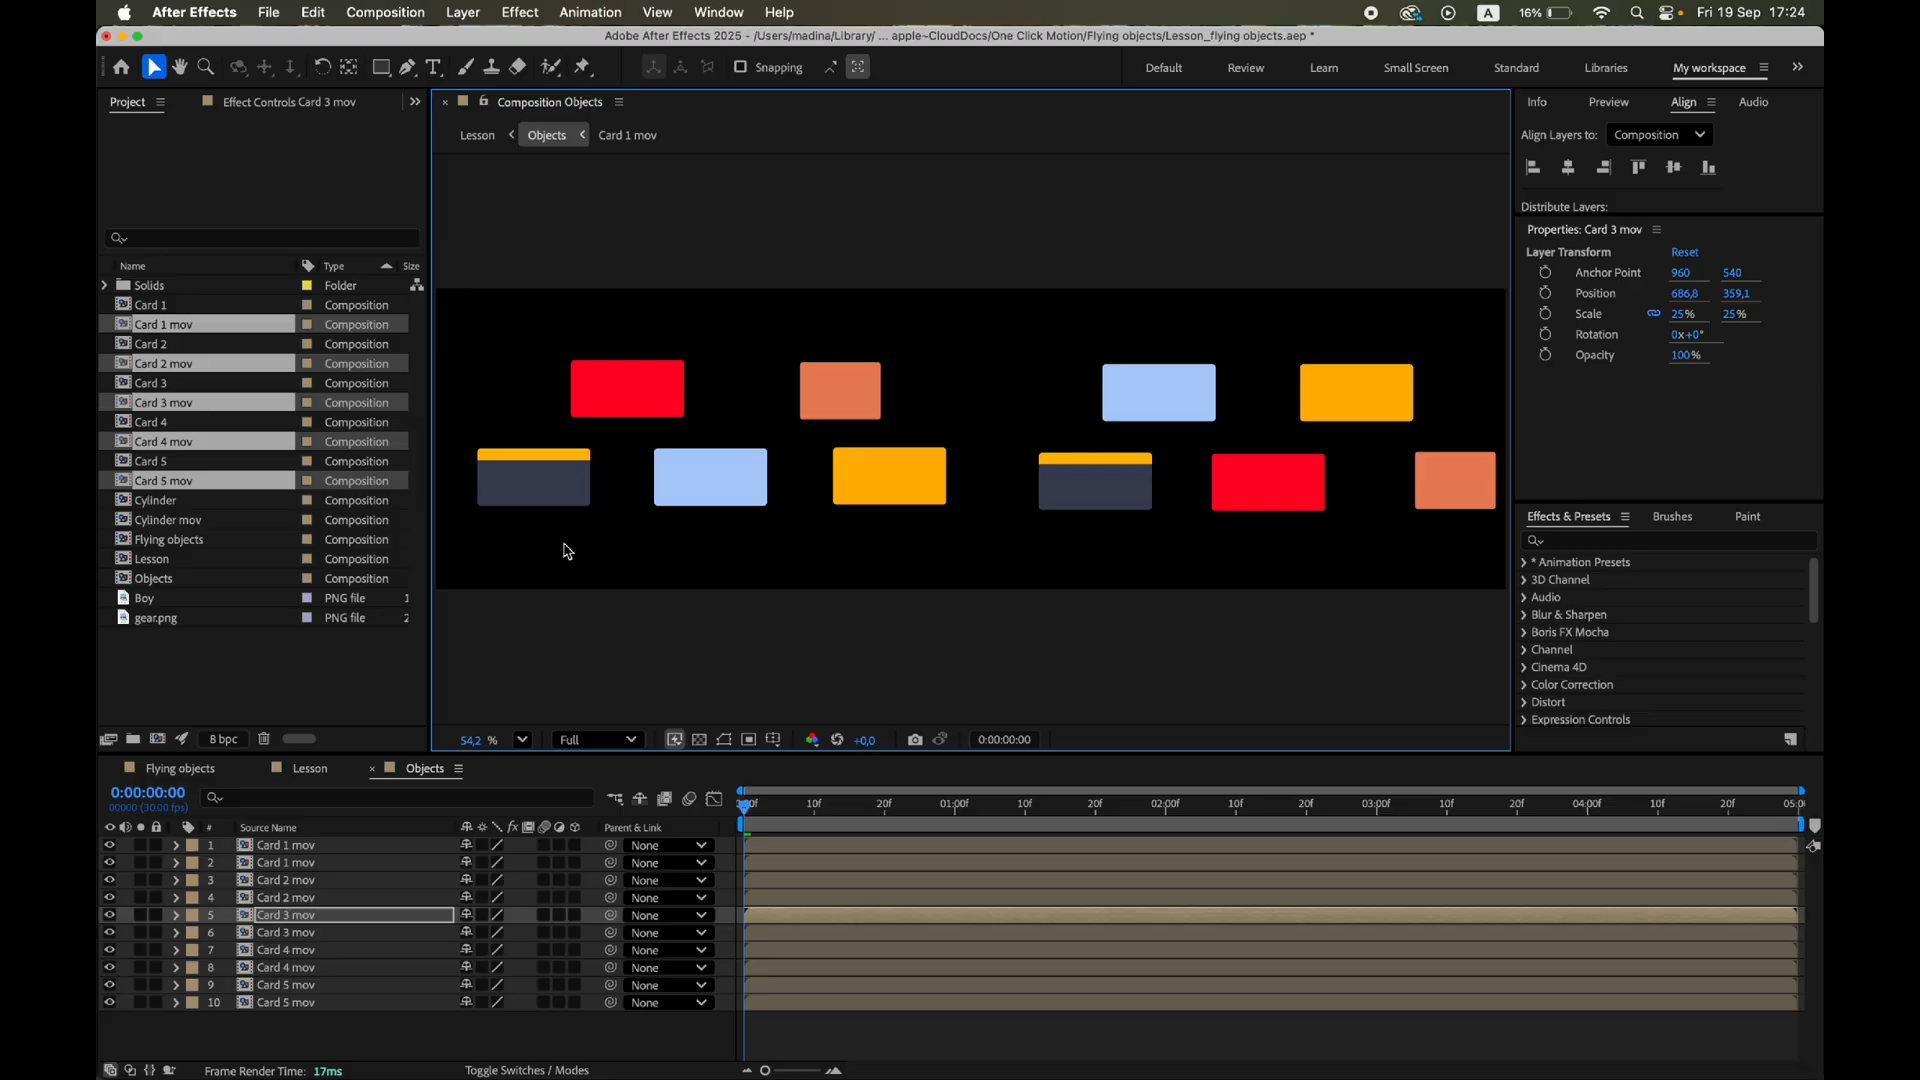 After Effects File Edit Composition Layer Effect Animation View Window Help A 16% Fri 19 Sep 17:24
Adobe After Effects 2025 - /Users/madina/Library/ ... apple~CloudDocs/One Click Motion/Flying objects/Lesson_flying objects.aep *
Snapping Default Review Learn Small Screen Standard Libraries My workspace
Project Effect Controls Card 3 mov
Composition Objects
Lesson Objects Card 1 mov
Name Type Size
Solids Folder
Card 1 Composition
Card 1 mov Composition
Card 2 Composition
Card 2 mov Composition
Card 3 Composition
Card 3 mov Composition
Card 4 Composition
Card 4 mov Composition
Card 5 Composition
Card 5 mov Composition
Cylinder Composition
Cylinder mov Composition
Flying objects Composition
Lesson Composition
Objects Composition
Boy PNG file 1
gear.png PNG file 2
8 bpc
54,2 % Full +0,0 0:00:00:00
Info Preview Align Audio
Align Layers to: Composition
Distribute Layers:
Properties: Card 3 mov
Layer Transform Reset
Anchor Point 960 540
Position 686,8 359,1
Scale 25% 25%
Rotation 0x+0°
Opacity 100%
Effects & Presets Brushes Paint
* Animation Presets
3D Channel
Audio
Blur & Sharpen
Boris FX Mocha
Channel
Cinema 4D
Color Correction
Distort
Expression Controls
Flying objects Lesson Objects
0:00:00:00
00000 (30.00 fps)
10f 20f 01:00f 10f 20f 02:00f 10f 20f 03:00f 10f 20f 04:00f 10f 20f
# Source Name fx Parent & Link
1 Card 1 mov None
2 Card 1 mov None
3 Card 2 mov None
4 Card 2 mov None
5 Card 3 mov None
6 Card 3 mov None
7 Card 4 mov None
8 Card 4 mov None
9 Card 5 mov None
10 Card 5 mov None
Frame Render Time: 17ms Toggle Switches / Modes